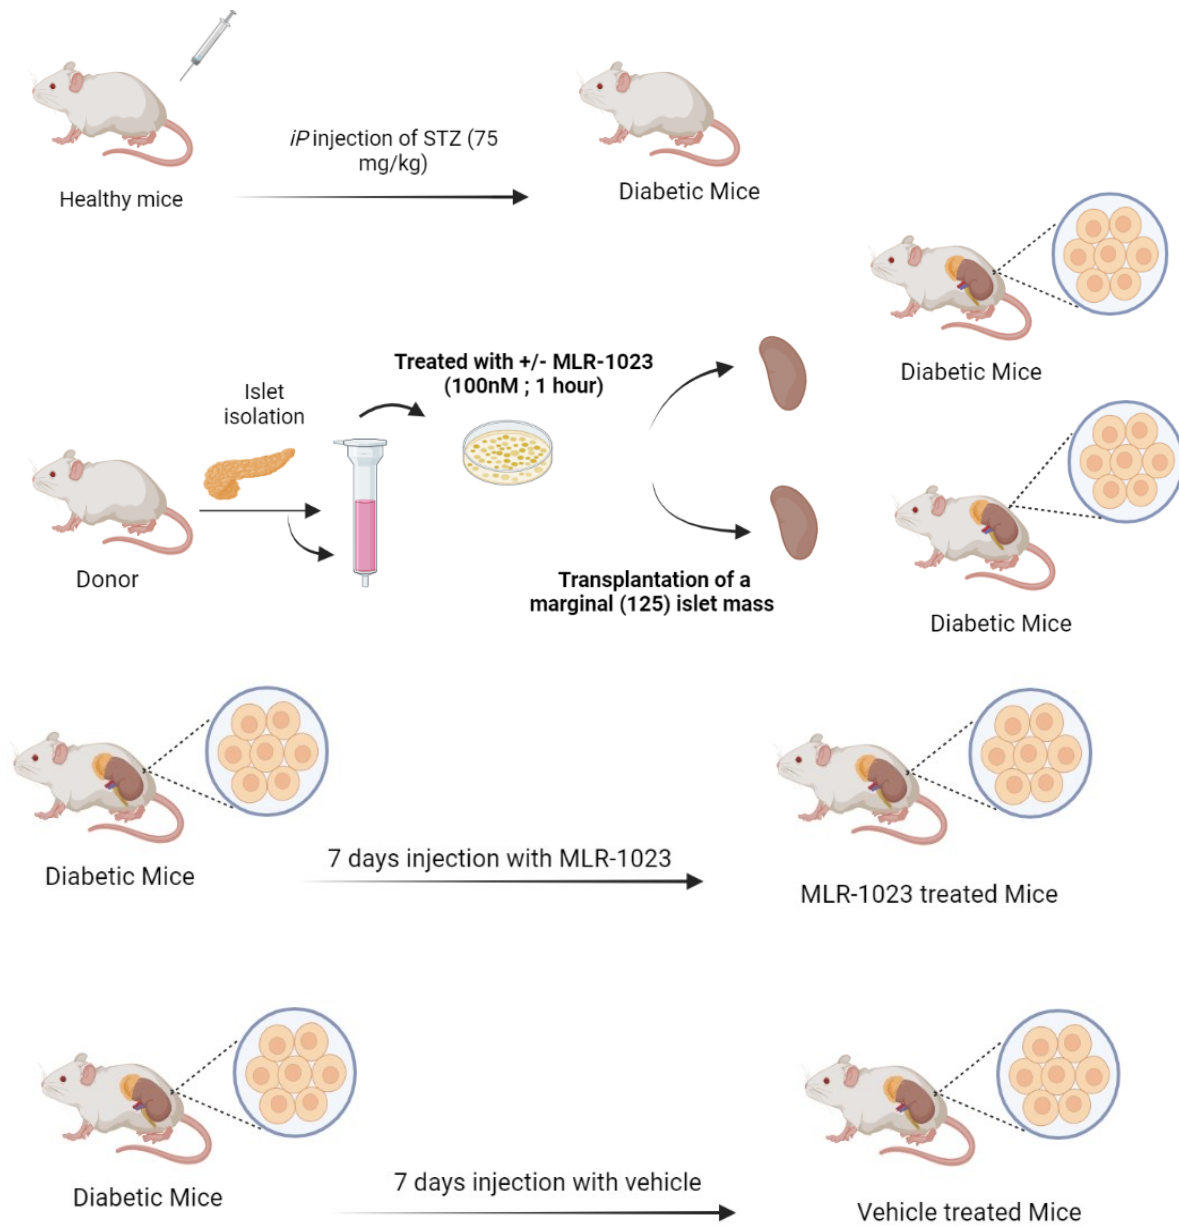 iP injection of STZ (75
mg/kg)
Healthy mice
Diabetic Mice
Treated with +/- MLR-1023
(100nM ; 1 hour)
Islet
isolation
Diabetic Mice
Donor
Transplantation of a
marginal (125) islet mass
Diabetic Mice
Diabetic Mice
7 days injection with MLR-1023
MLR-1023 treated Mice
Diabetic Mice
7 days injection with vehicle
Vehicle treated Mice